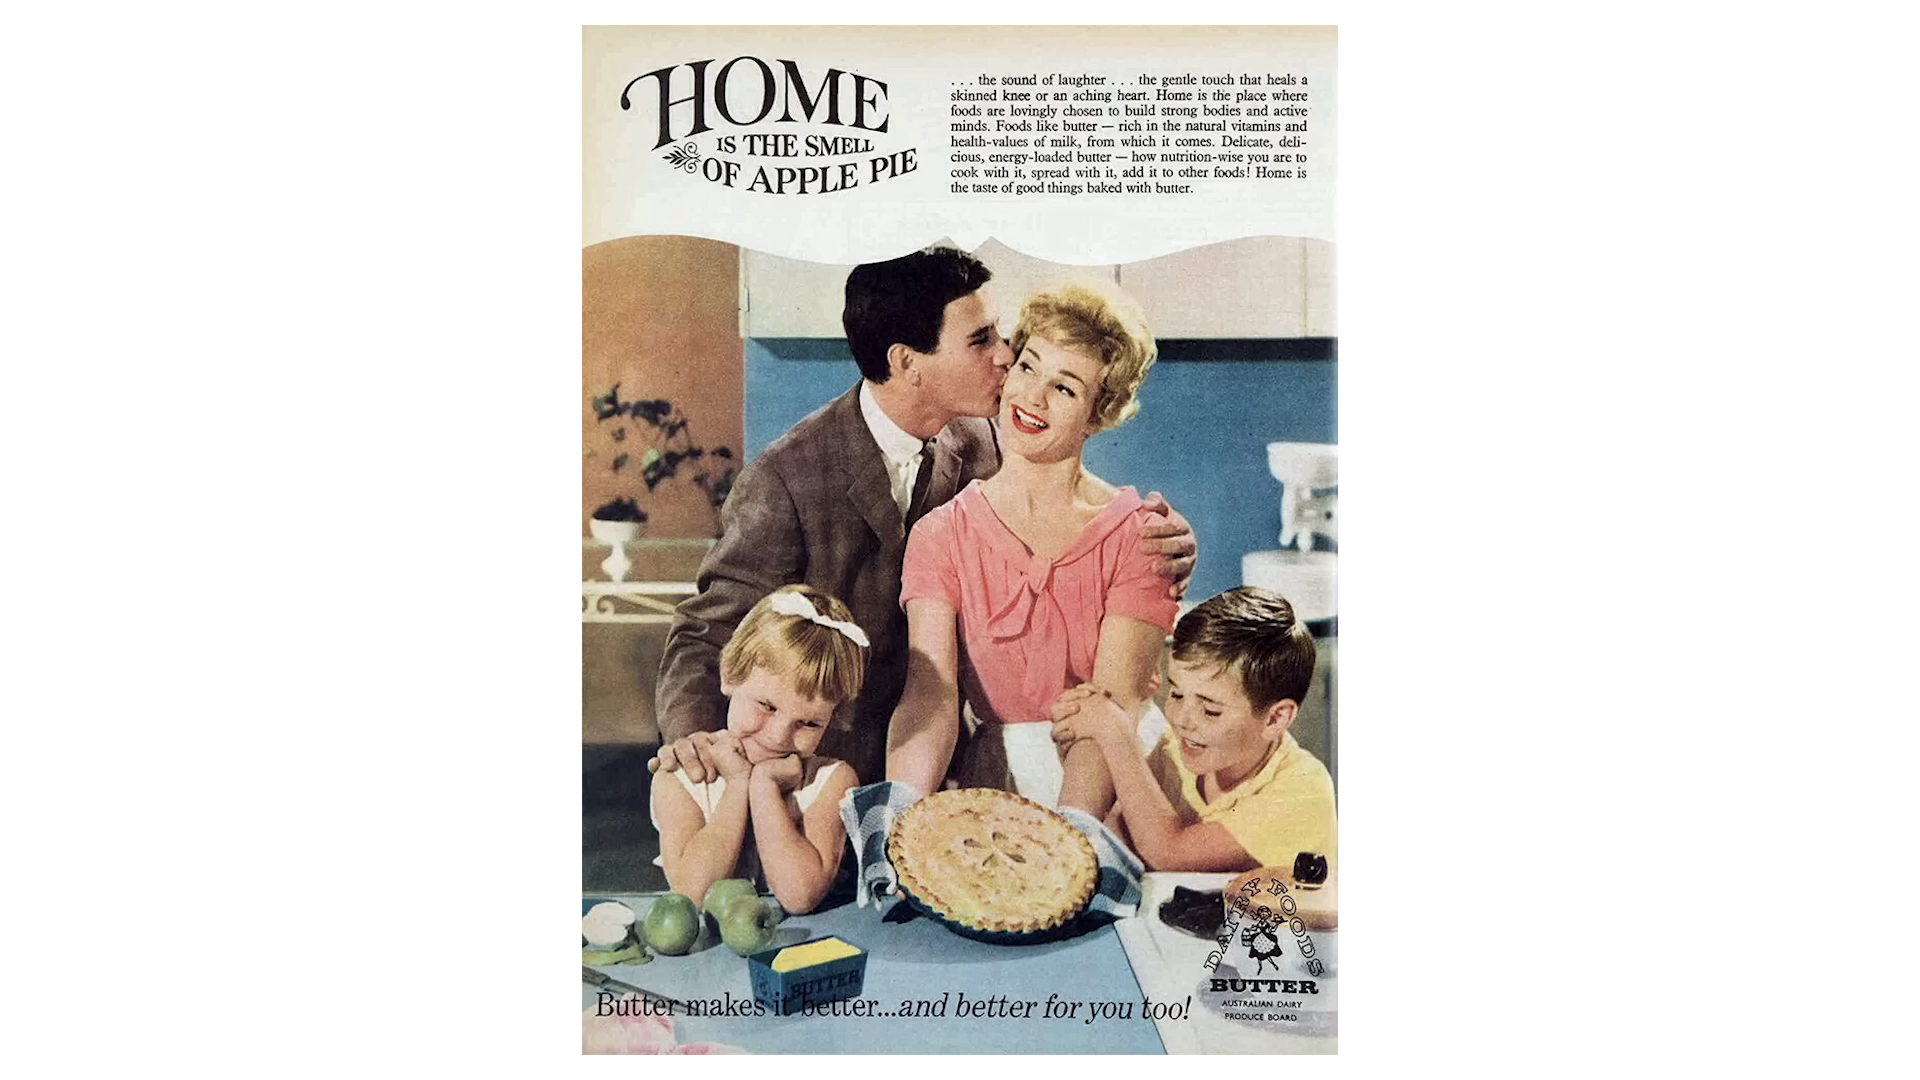 HOME
IS THE SMELL
OF APPLE PIE
. . . the sound of laughter . . . the gentle touch that heals a
skinned knee or an aching heart. Home is the place where
foods are lovingly chosen to build strong bodies and active
minds. Foods like butter — rich in the natural vitamins and
health-values of milk, from which it comes. Delicate, deli-
cious, energy-loaded butter — how nutrition-wise you are to
cook with it, spread with it, add it to other foods! Home is
the taste of good things baked with butter.
BUTTER
Butter makes it better...and better for you too!
DAIRY FOODS
BUTTER
AUSTRALIAN DAIRY
PRODUCE BOARD